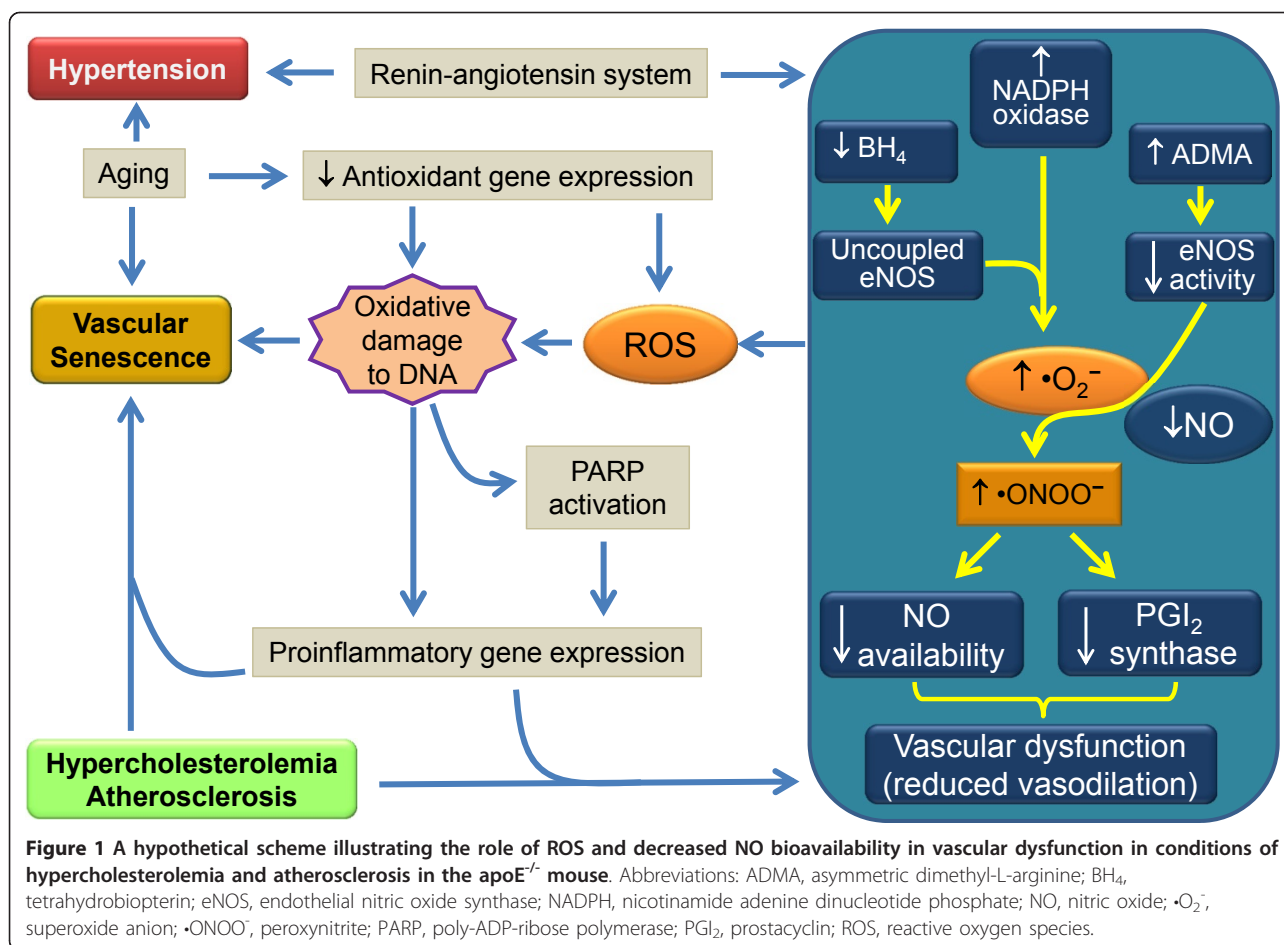 Hypertension
Renin-angiotensin system
↑
NADPH
oxidase
↓ BH₄
↑ ADMA
Aging
↓ Antioxidant gene expression
Uncoupled
eNOS
↓ eNOS
activity
Vascular
Senescence
Oxidative
damage
to DNA
ROS
↑ •O₂⁻
↓NO
PARP
activation
↑ •ONOO⁻
↓ NO
availability
↓ PGI₂
synthase
Proinflammatory gene expression
Hypercholesterolemia
Atherosclerosis
Vascular dysfunction
(reduced vasodilation)
Figure 1 A hypothetical scheme illustrating the role of ROS and decreased NO bioavailability in vascular dysfunction in conditions of
hypercholesterolemia and atherosclerosis in the apoE⁻/⁻ mouse. Abbreviations: ADMA, asymmetric dimethyl-L-arginine; BH₄,
tetrahydrobiopterin; eNOS, endothelial nitric oxide synthase; NADPH, nicotinamide adenine dinucleotide phosphate; NO, nitric oxide; •O₂⁻,
superoxide anion; •ONOO⁻, peroxynitrite; PARP, poly-ADP-ribose polymerase; PGI₂, prostacyclin; ROS, reactive oxygen species.